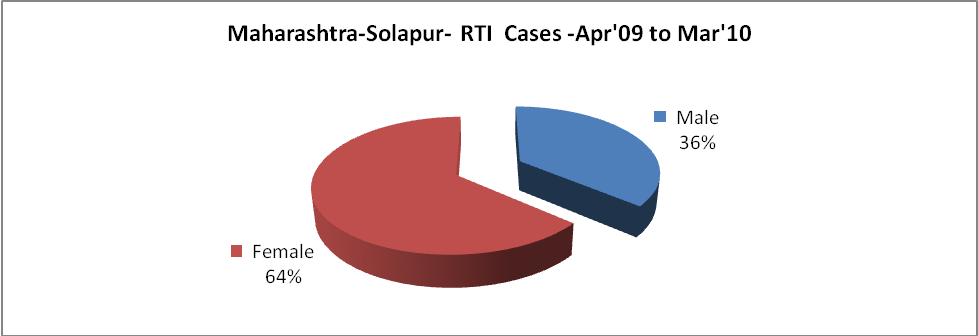 Maharashtra-Solapur- RTI Cases -Apr'09 to Mar'10
Male
36%
Female
64%